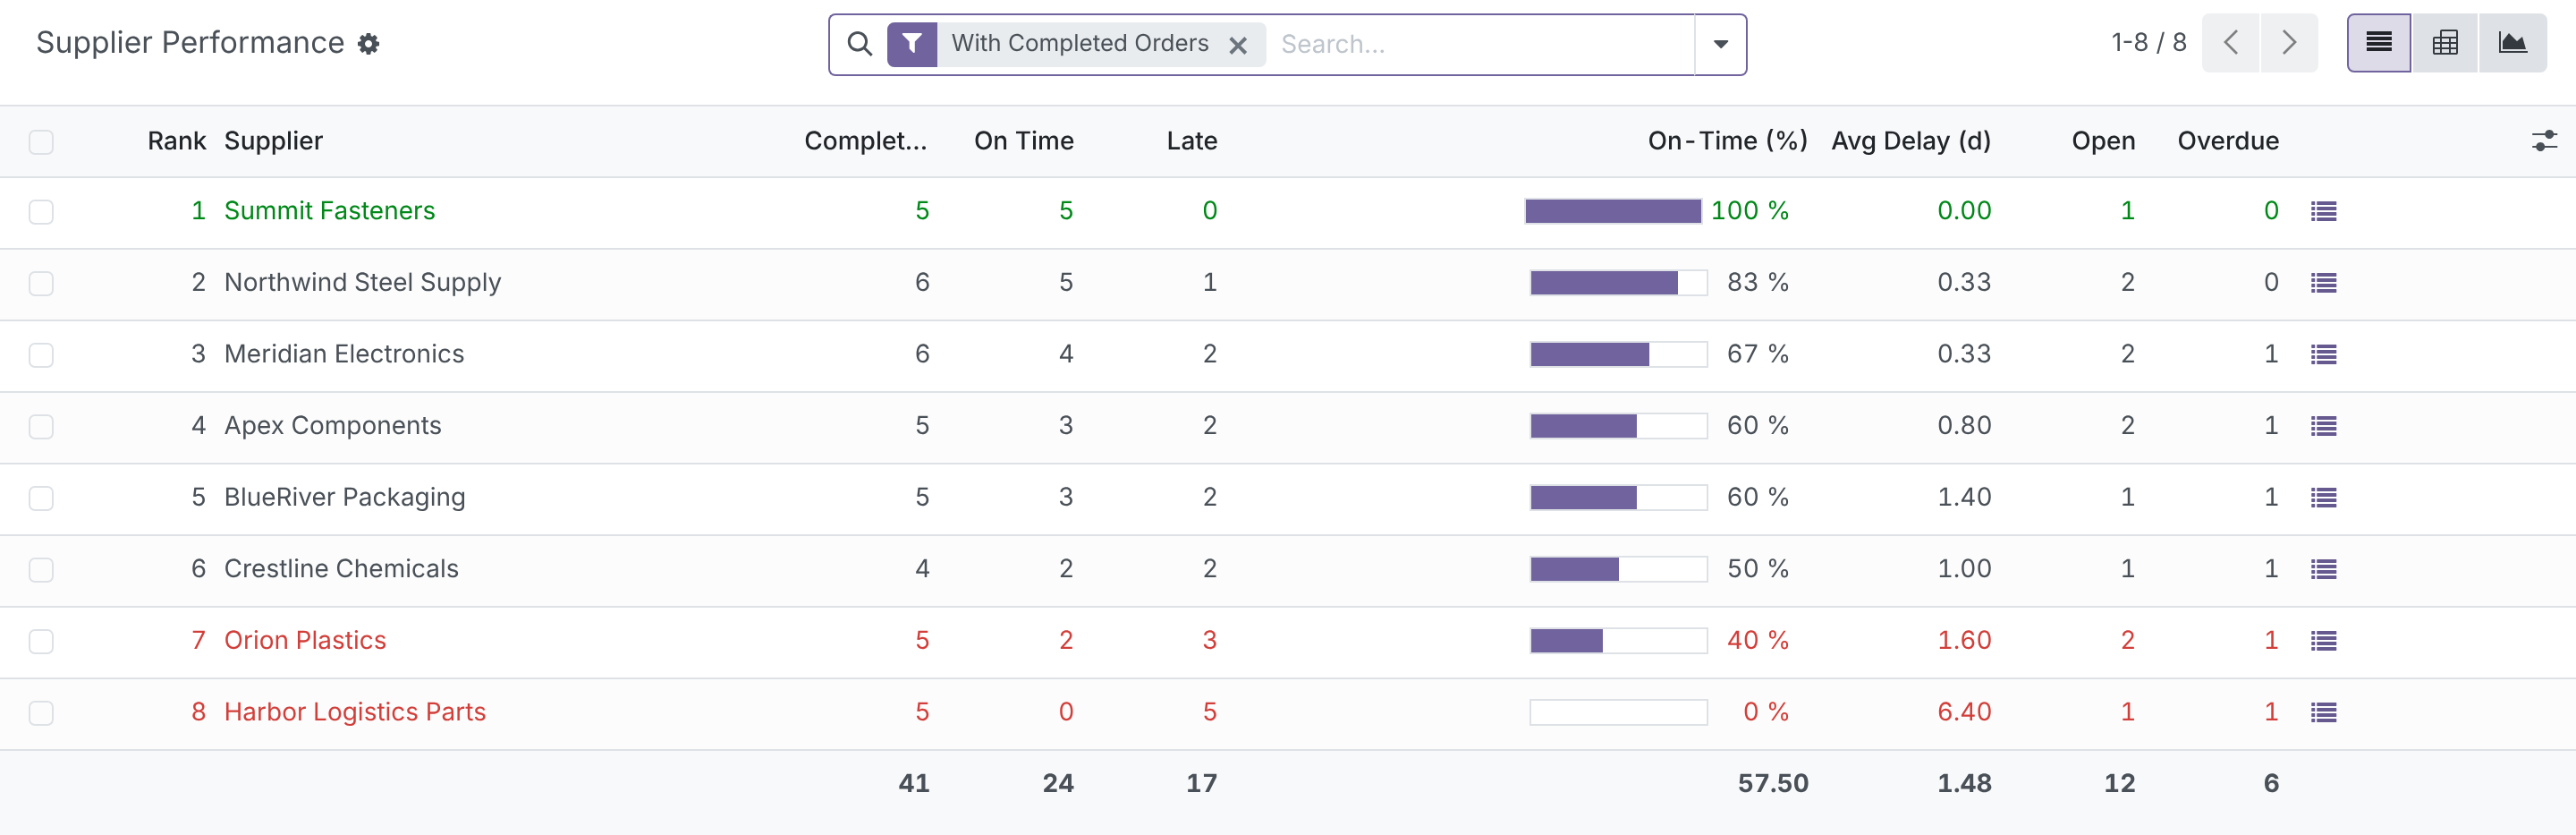 Supplier Performance With Completed Orders Search... 1-8 / 8
Rank Supplier Complet... On Time Late On-Time (%) Avg Delay (d) Open Overdue
1 Summit Fasteners 5 5 0 100 % 0.00 1 0
2 Northwind Steel Supply 6 5 1 83 % 0.33 2 0
3 Meridian Electronics 6 4 2 67 % 0.33 2 1
4 Apex Components 5 3 2 60 % 0.80 2 1
5 BlueRiver Packaging 5 3 2 60 % 1.40 1 1
6 Crestline Chemicals 4 2 2 50 % 1.00 1 1
7 Orion Plastics 5 2 3 40 % 1.60 2 1
8 Harbor Logistics Parts 5 0 5 0 % 6.40 1 1
41 24 17 57.50 1.48 12 6